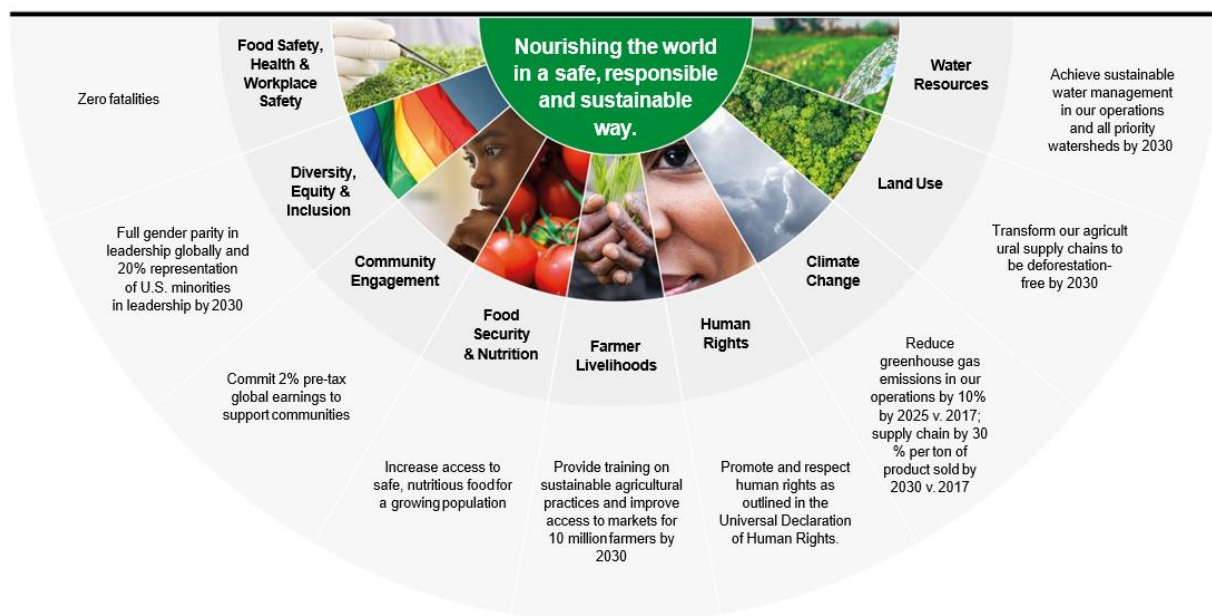 Nourishing the world
in a safe, responsible
and sustainable
way.
Food Safety,
Health &
Workplace
Safety
Zero fatalities
Diversity,
Equity &
Inclusion
Full gender parity in
leadership globally and
20% representation
of U.S. minorities
in leadership by 2030
Community
Engagement
Commit 2% pre-tax
global earnings to
support communities
Food
Security
& Nutrition
Increase access to
safe, nutritious food for
a growing population
Farmer
Livelihoods
Provide training on
sustainable agricultural
practices and improve
access to markets for
10 million farmers by
2030
Human
Rights
Promote and respect
human rights as
outlined in the
Universal Declaration
of Human Rights.
Climate
Change
Reduce
greenhouse gas
emissions in our
operations by 10%
by 2025 v. 2017;
supply chain by 30
% per ton of
product sold by
2030 v. 2017
Land Use
Transform our agricult
ural supply chains to
be deforestation-
free by 2030
Water
Resources
Achieve sustainable
water management
in our operations
and all priority
watersheds by 2030